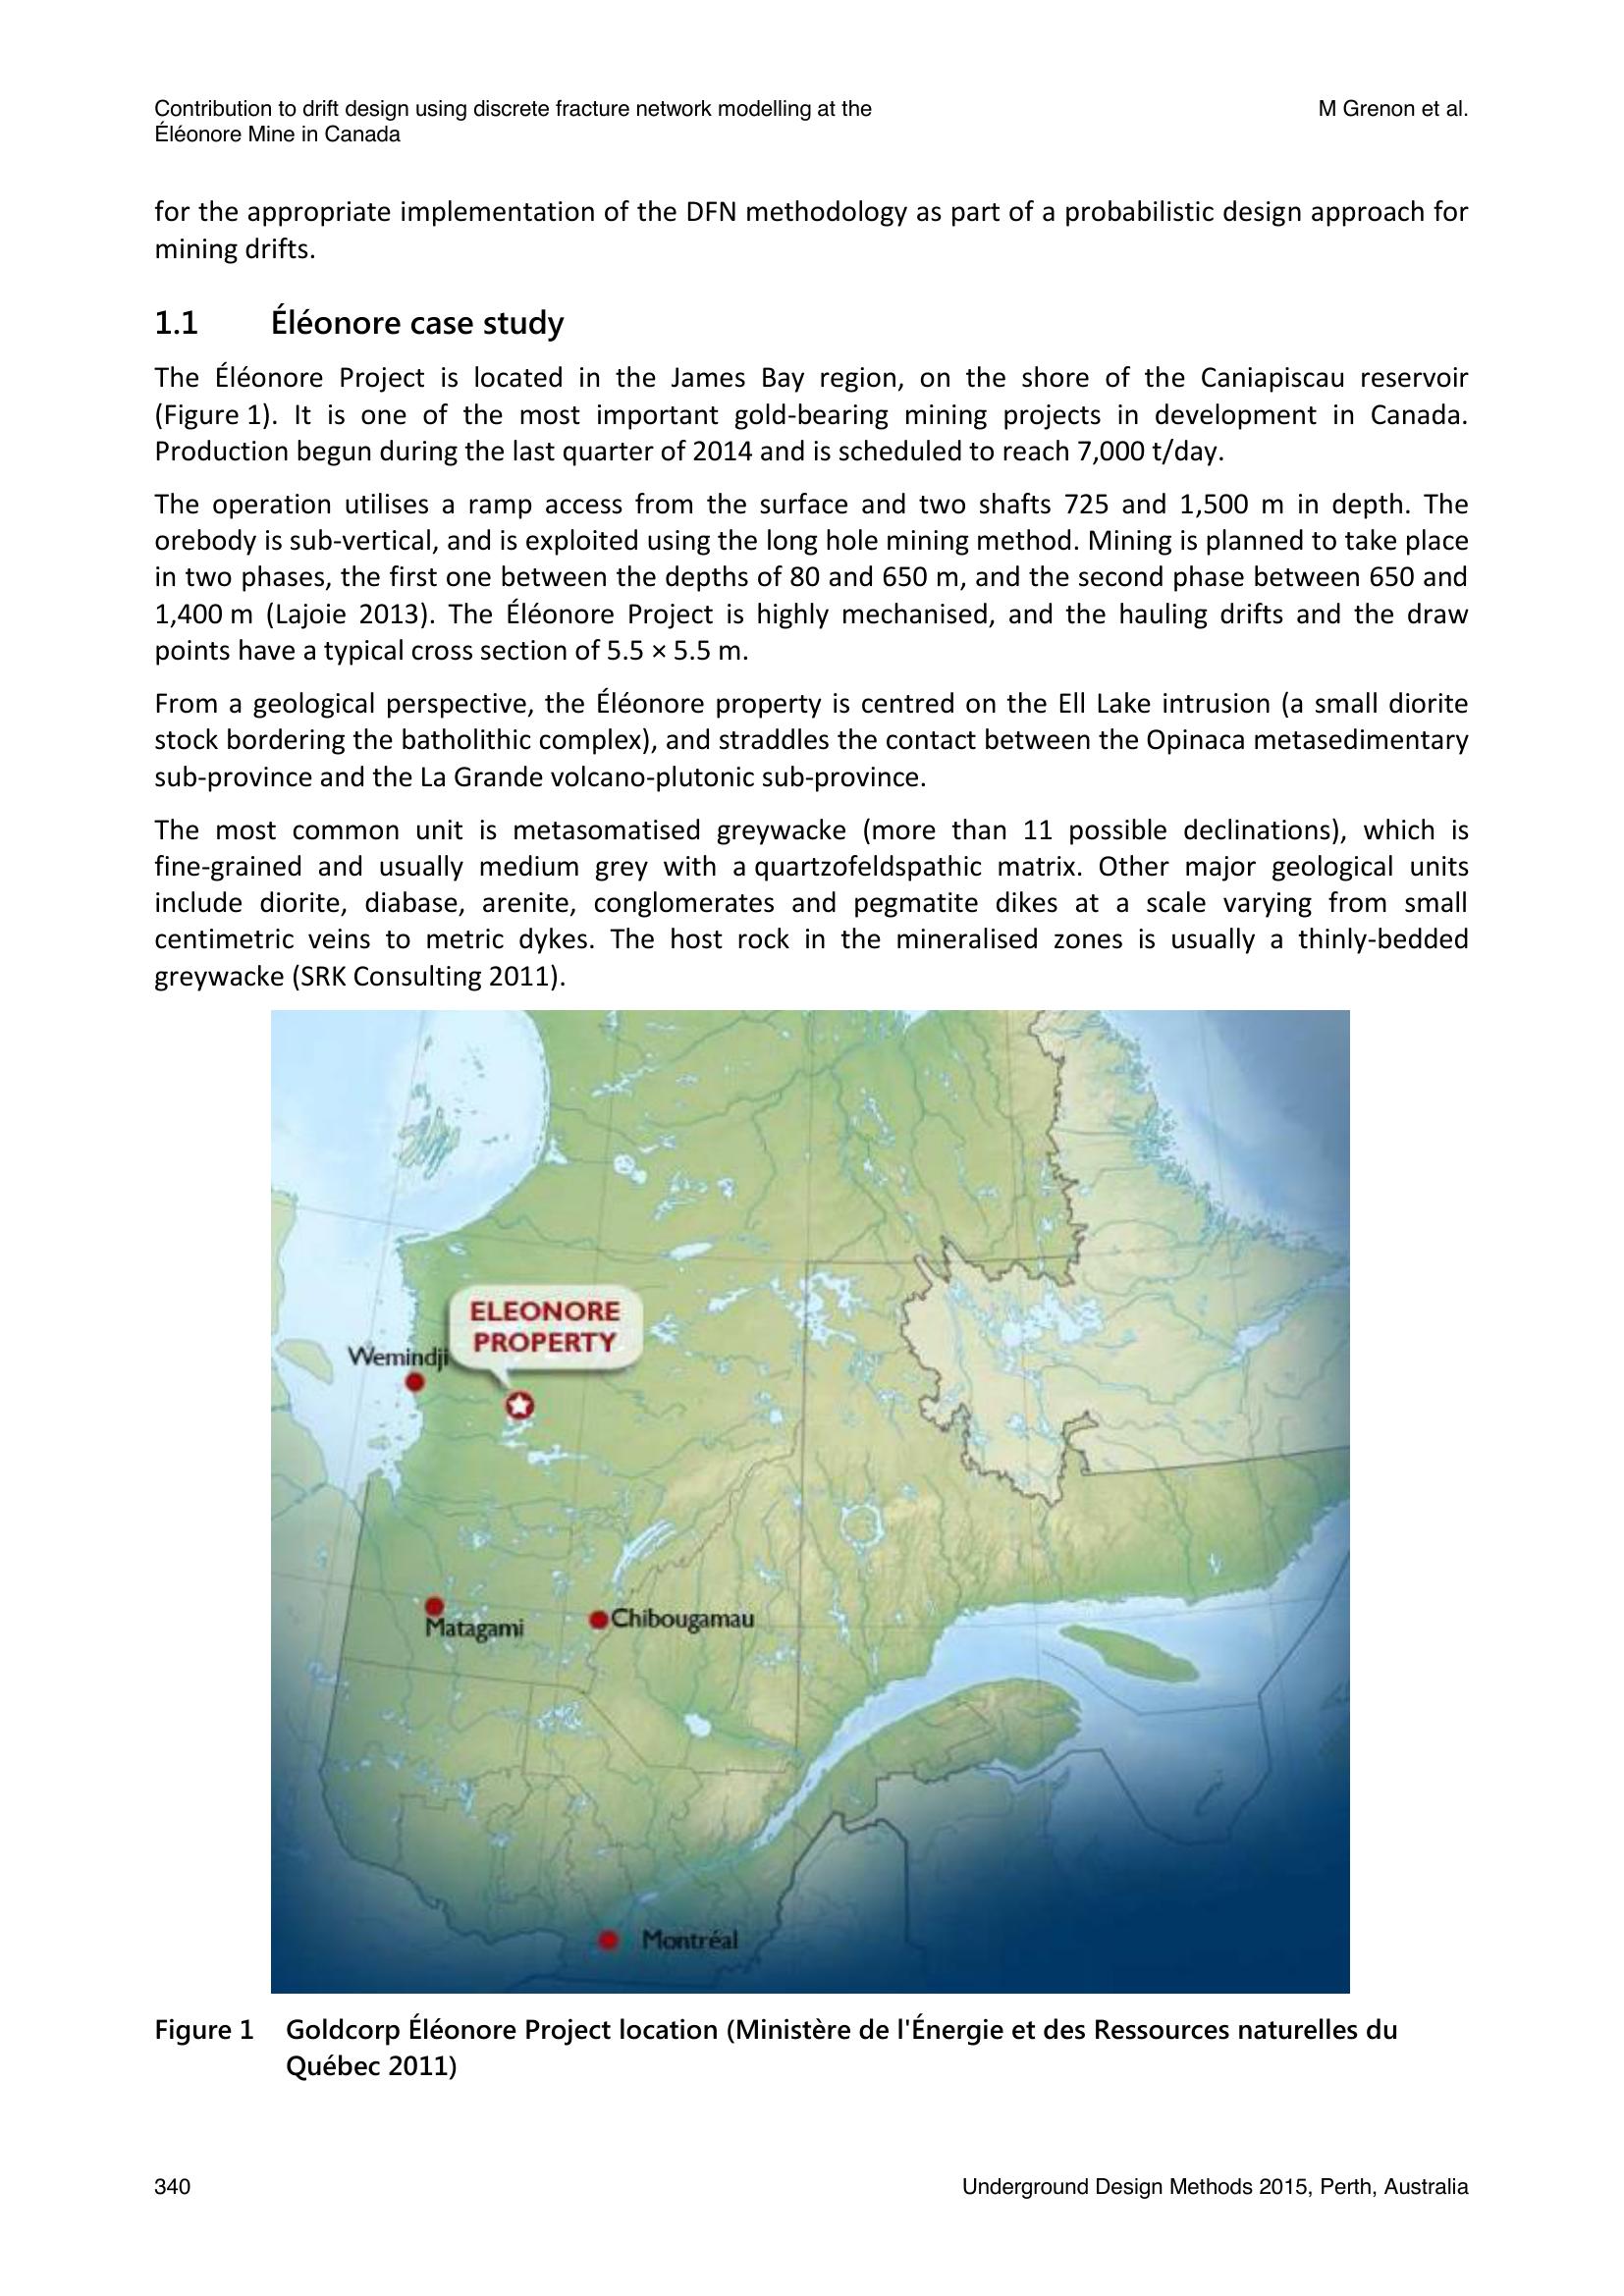 Contribution to drift design using discrete fracture network modelling at the
Éléonore Mine in Canada
M Grenon et al.
for the appropriate implementation of the DFN methodology as part of a probabilistic design approach for
mining drifts.
1.1 Éléonore case study
The Éléonore Project is located in the James Bay region, on the shore of the Caniapiscau reservoir
(Figure 1). It is one of the most important gold-bearing mining projects in development in Canada.
Production begun during the last quarter of 2014 and is scheduled to reach 7,000 t/day.
The operation utilises a ramp access from the surface and two shafts 725 and 1,500 m in depth. The
orebody is sub-vertical, and is exploited using the long hole mining method. Mining is planned to take place
in two phases, the first one between the depths of 80 and 650 m, and the second phase between 650 and
1,400 m (Lajoie 2013). The Éléonore Project is highly mechanised, and the hauling drifts and the draw
points have a typical cross section of 5.5 × 5.5 m.
From a geological perspective, the Éléonore property is centred on the Ell Lake intrusion (a small diorite
stock bordering the batholithic complex), and straddles the contact between the Opinaca metasedimentary
sub-province and the La Grande volcano-plutonic sub-province.
The most common unit is metasomatised greywacke (more than 11 possible declinations), which is
fine-grained and usually medium grey with a quartzofeldspathic matrix. Other major geological units
include diorite, diabase, arenite, conglomerates and pegmatite dikes at a scale varying from small
centimetric veins to metric dykes. The host rock in the mineralised zones is usually a thinly-bedded
greywacke (SRK Consulting 2011).
ELEONORE
PROPERTY
Wemindji
Matagami
Chibougamau
Montréal
Figure 1 Goldcorp Éléonore Project location (Ministère de l'Énergie et des Ressources naturelles du
Québec 2011)
340
Underground Design Methods 2015, Perth, Australia